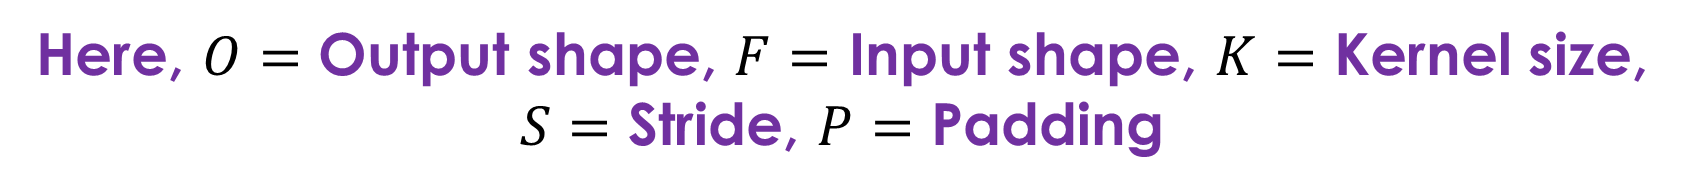 Here, O = Output shape, F = Input shape, K = Kernel size,
S = Stride, P = Padding